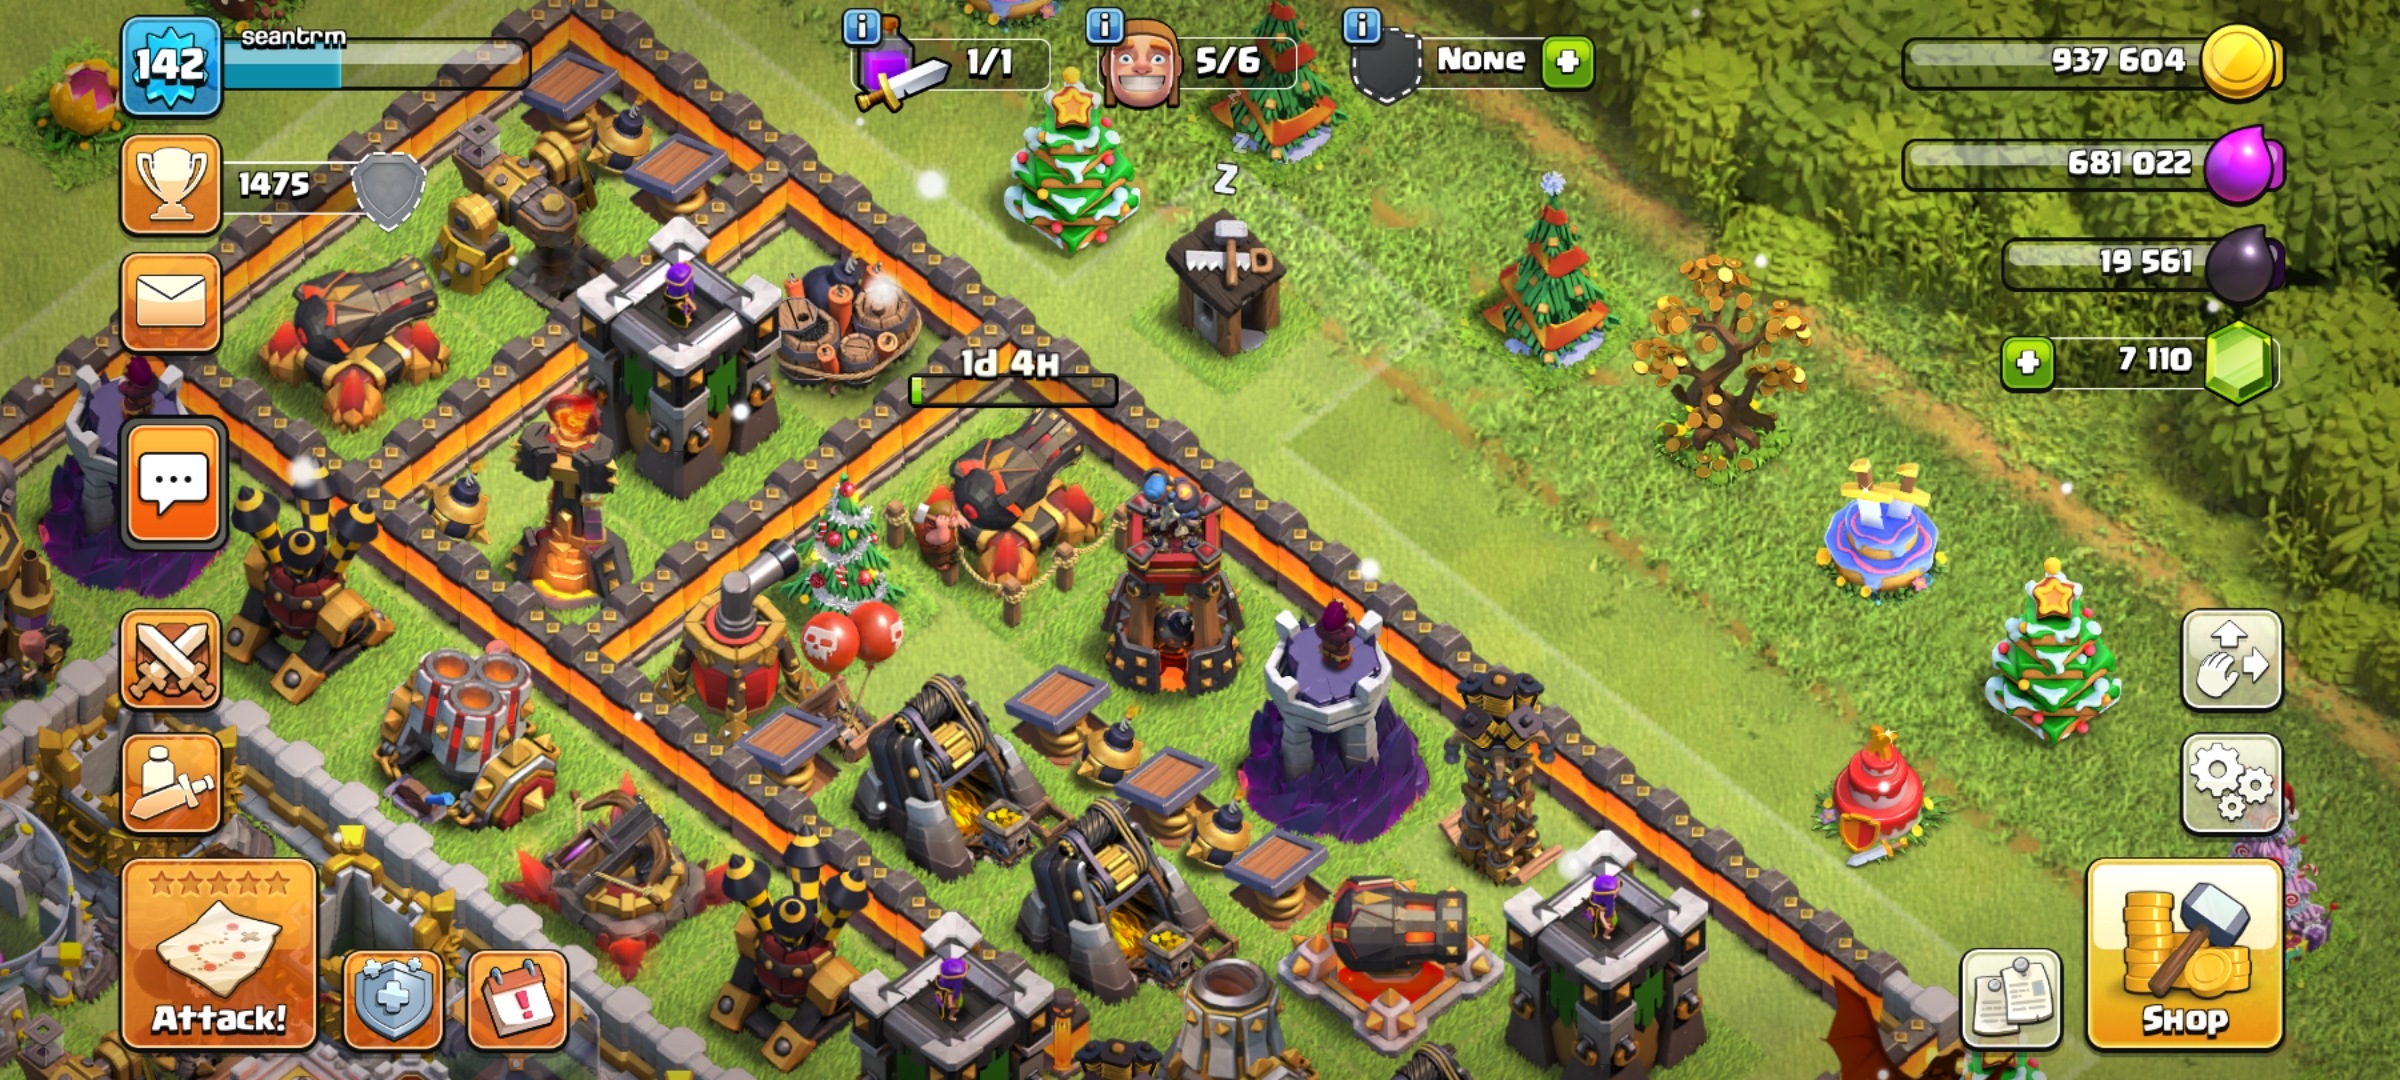 142
seantrm
1/1
5/6
None
937 604
1475
681 022
19 561
7 110
1d 4H
Z
Z
Attack!
Shop